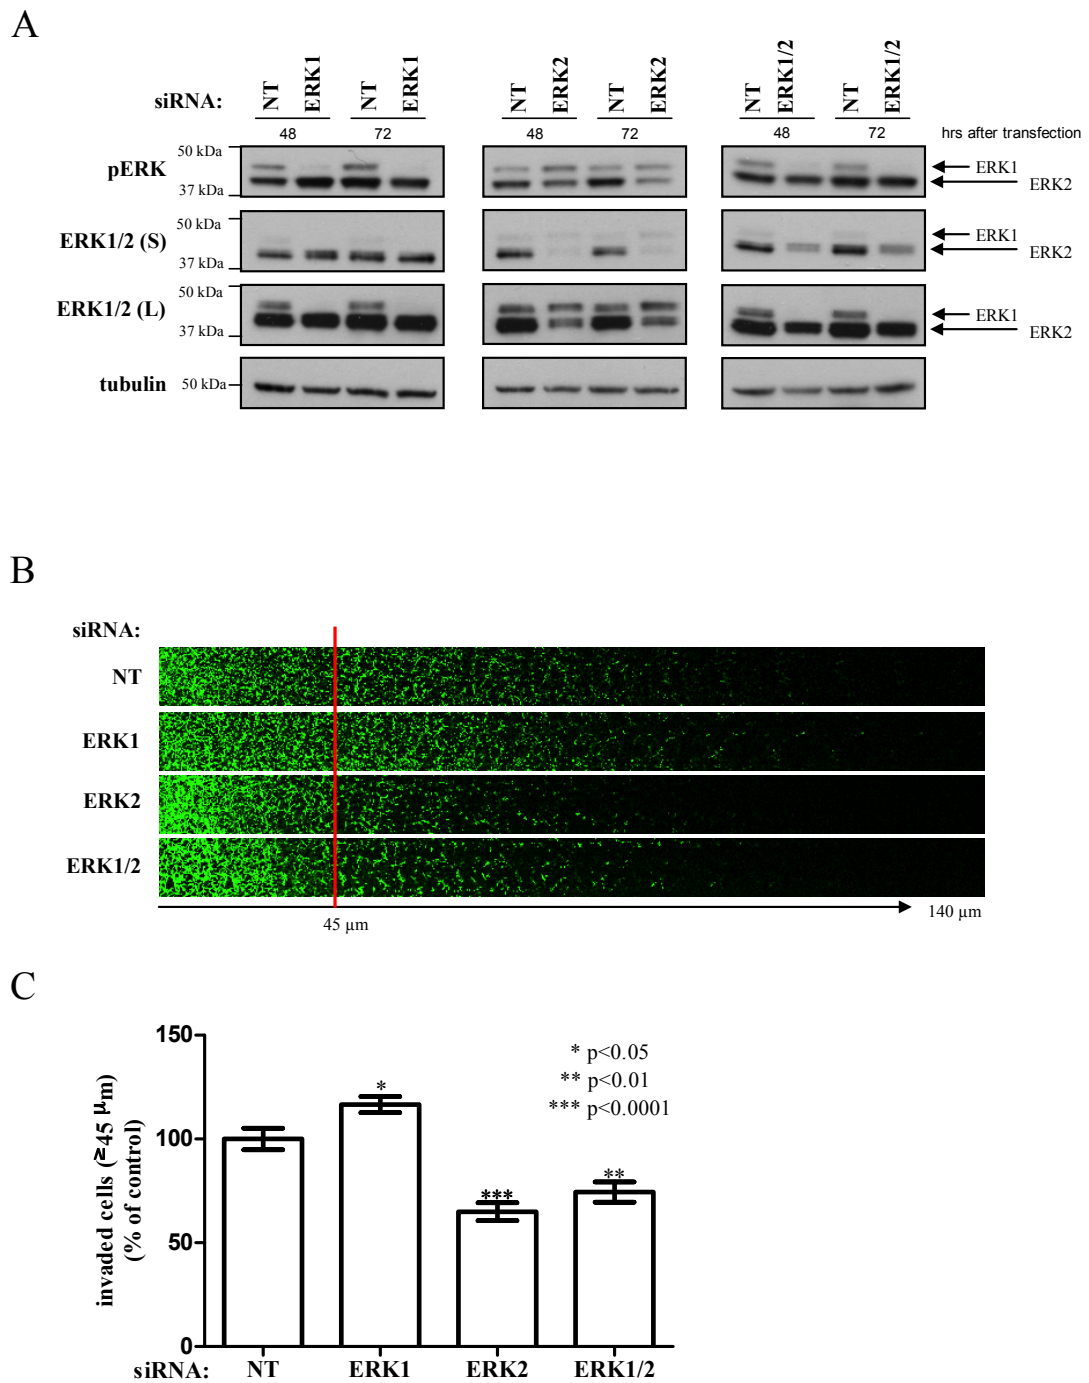 A
siRNA: NT ERK1 NT ERK1 NT ERK2 NT ERK2 NT ERK1/2 NT ERK1/2
48 72 48 72 48 72 hrs after transfection
pERK 50 kDa 37 kDa ERK1 ERK2
ERK1/2 (S) 50 kDa 37 kDa ERK1 ERK2
ERK1/2 (L) 50 kDa 37 kDa ERK1 ERK2
tubulin 50 kDa
B
siRNA:
NT
ERK1
ERK2
ERK1/2
45 µm 140 µm
C
invaded cells (≥45 µm)
(% of control)
150
100
50
0
* p<0.05
** p<0.01
*** p<0.0001
*
***
**
siRNA: NT ERK1 ERK2 ERK1/2